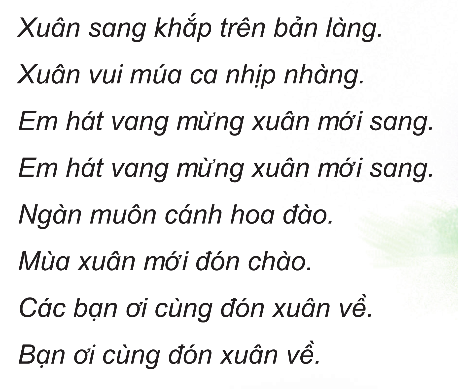 Xuân sang khắp trên bản làng.
Xuân vui múa ca nhịp nhàng.
Em hát vang mừng xuân mới sang.
Em hát vang mừng xuân mới sang.
Ngàn muôn cánh hoa đào.
Mùa xuân mới đón chào.
Các bạn ơi cùng đón xuân về.
Bạn ơi cùng đón xuân về.